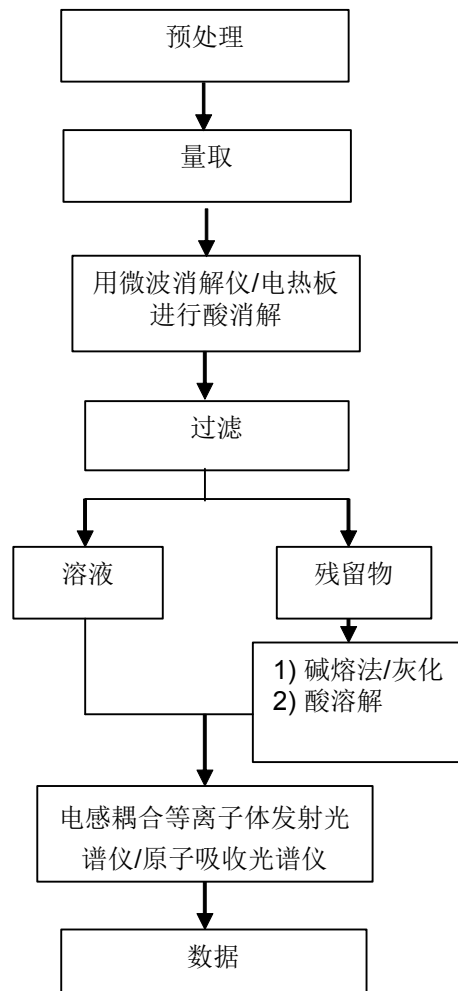 预处理
量取
用微波消解仪/电热板
进行酸消解
过滤
溶液
残留物
1) 碱熔法/灰化
2) 酸溶解
电感耦合等离子体发射光
谱仪/原子吸收光谱仪
数据